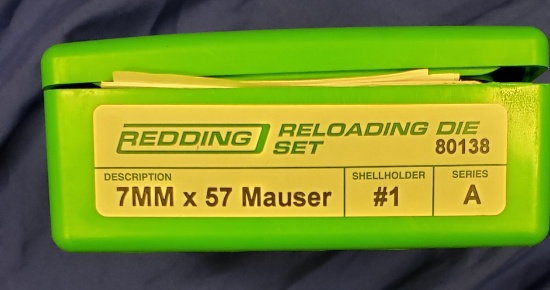 REDDING RELOADING DIE
SET 80138
DESCRIPTION SHELLHOLDER SERIES
7MM x 57 Mauser #1 A